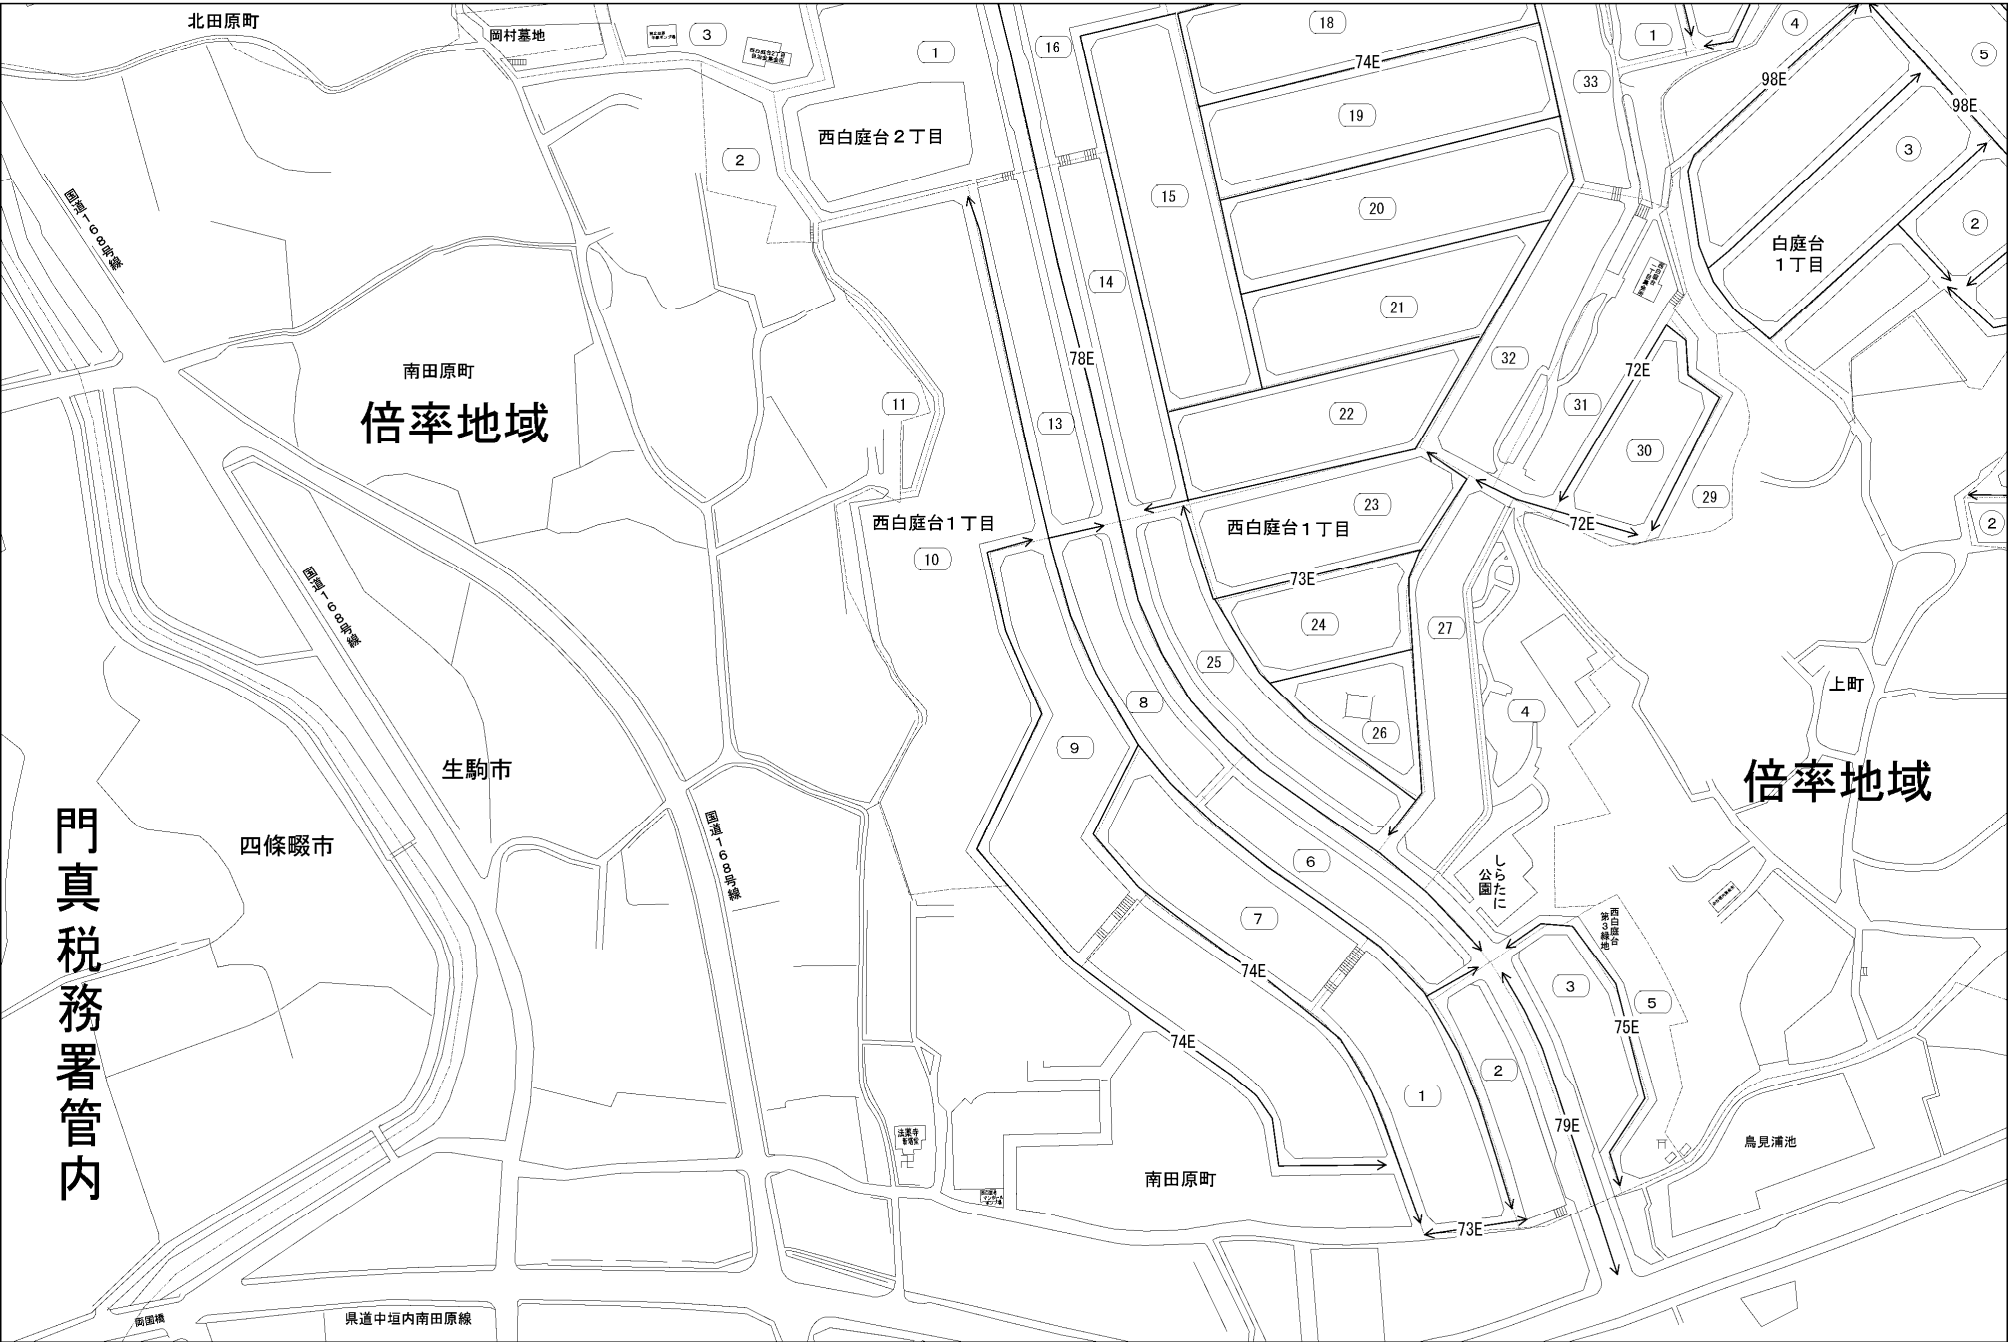 北田原町
岡村墓地
3
1
16
18
74E
33
1
4
5
98E
98E
19
西白庭台2丁目
2
15
20
3
2
国道168号線
白庭台
1丁目
14
21
78E
32
72E
31
南田原町
倍率地域
11
13
22
30
29
72E
2
西白庭台1丁目
10
西白庭台1丁目
23
73E
24
27
25
国道168号線
8
9
26
4
上町
生駒市
倍率地域
門真税務署管内
四條畷市
国道168号線
6
しらたに
公園
7
西白庭台
第3緑地
74E
3
5
75E
74E
2
1
79E
法楽寺
鳥見浦池
南田原町
73E
両国橋
県道中垣内南田原線